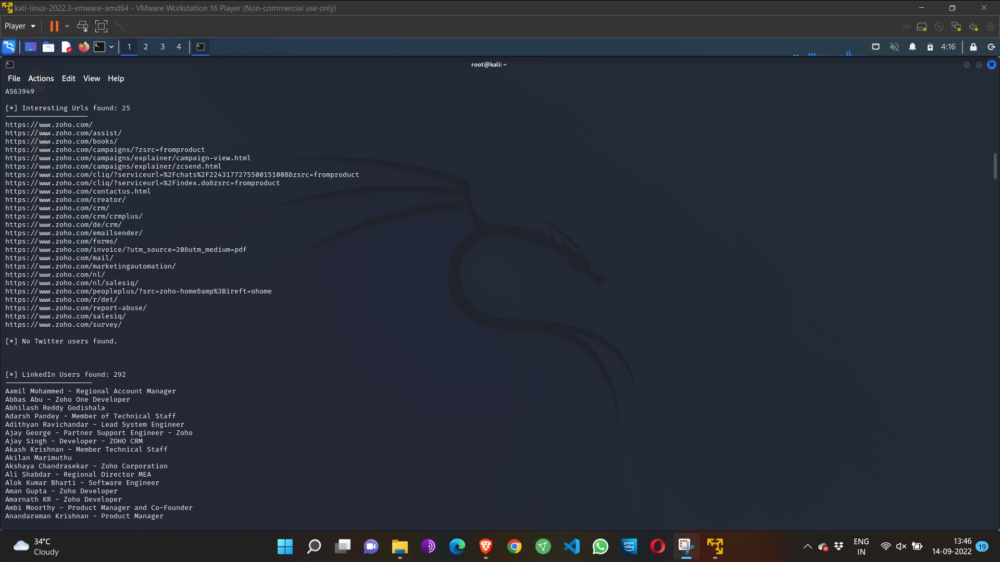 kali-linux-2022.3-vmware-amd64 - VMware Workstation 16 Player (Non-commercial use only)
Player
1 2 3 4
4:16
root@kali: ~
File Actions Edit View Help
AS63949
[*] Interesting Urls found: 25
https://www.zoho.com/
https://www.zoho.com/assist/
https://www.zoho.com/books/
https://www.zoho.com/campaigns/?zsrc=fromproduct
https://www.zoho.com/campaigns/explainer/campaign-view.html
https://www.zoho.com/campaigns/explainer/zcsend.html
https://www.zoho.com/cliq/?serviceurl=%2Fchats%2F2243177275500151008&zsrc=fromproduct
https://www.zoho.com/cliq/?serviceurl=%2Findex.do&zsrc=fromproduct
https://www.zoho.com/contactus.html
https://www.zoho.com/creator/
https://www.zoho.com/crm/
https://www.zoho.com/crm/crmplus/
https://www.zoho.com/de/crm/
https://www.zoho.com/emailsender/
https://www.zoho.com/forms/
https://www.zoho.com/invoice/?utm_source=20&utm_medium=pdf
https://www.zoho.com/mail/
https://www.zoho.com/marketingautomation/
https://www.zoho.com/nl/
https://www.zoho.com/nl/salesiq/
https://www.zoho.com/peopleplus/?src=zoho-home&amp%3Bireft=ohome
https://www.zoho.com/r/det/
https://www.zoho.com/report-abuse/
https://www.zoho.com/salesiq/
https://www.zoho.com/survey/
[*] No Twitter users found.
[*] LinkedIn Users found: 292
Aamil Mohammed - Regional Account Manager
Abbas Abu - Zoho One Developer
Abhilash Reddy Godishala
Adarsh Pandey - Member of Technical Staff
Adithyan Ravichandar - Lead System Engineer
Ajay George - Partner Support Engineer - Zoho
Ajay Singh - Developer - ZOHO CRM
Akash Krishnan - Member Technical Staff
Akilan Marimuthu
Akshaya Chandrasekar - Zoho Corporation
Ali Shabdar - Regional Director MEA
Alok Kumar Bharti - Software Engineer
Aman Gupta - Zoho Developer
Amarnath KR - Zoho Developer
Ambi Moorthy - Product Manager and Co-Founder
Anandaraman Krishnan - Product Manager
34°C
Cloudy
prime video
ENG
IN
13:46
14-09-2022
19